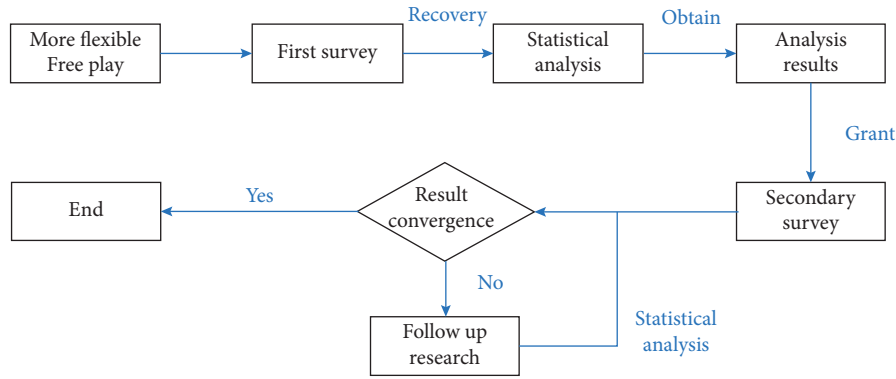 More flexible
Free play
First survey
Recovery
Statistical
analysis
Obtain
Analysis
results
Grant
Secondary
survey
Result
convergence
Yes
End
No
Follow up
research
Statistical
analysis